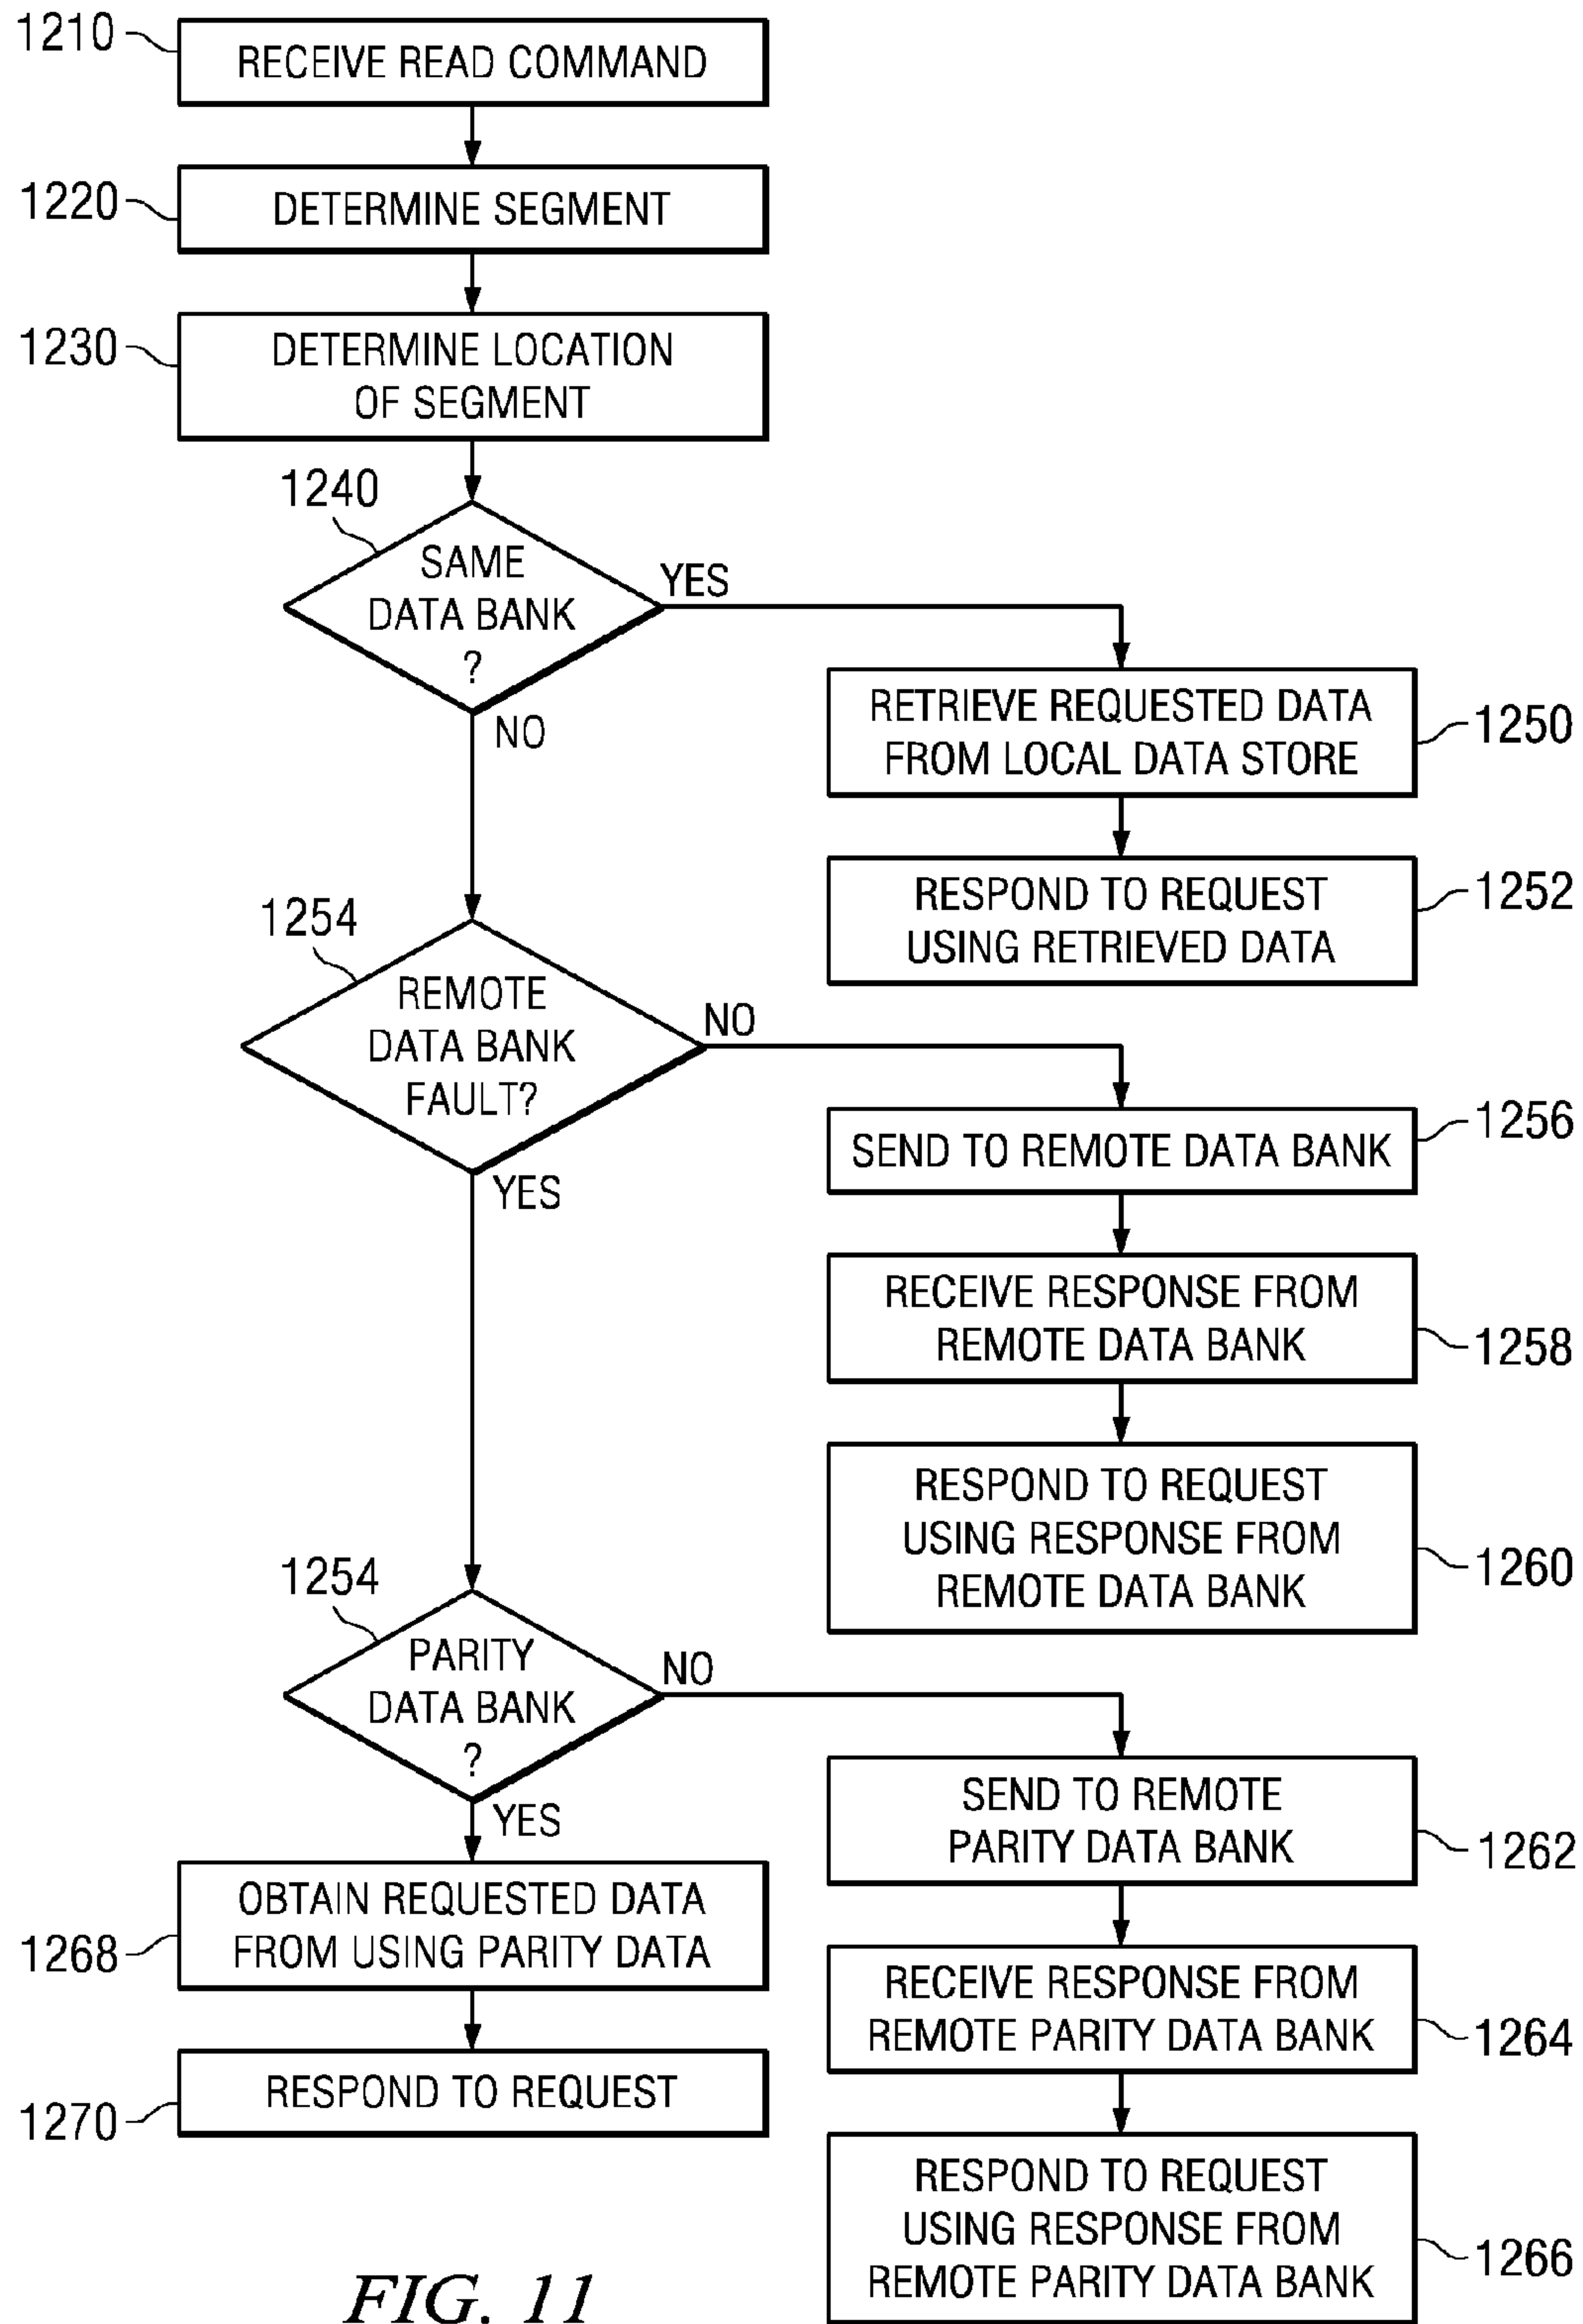 1210
RECEIVE READ COMMAND
1220
DETERMINE SEGMENT
1230
DETERMINE LOCATION
OF SEGMENT
1240
SAME
DATA BANK
?
YES
NO
RETRIEVE REQUESTED DATA
FROM LOCAL DATA STORE
1250
RESPOND TO REQUEST
USING RETRIEVED DATA
1252
1254
REMOTE
DATA BANK
FAULT?
NO
YES
SEND TO REMOTE DATA BANK
1256
RECEIVE RESPONSE FROM
REMOTE DATA BANK
1258
RESPOND TO REQUEST
USING RESPONSE FROM
REMOTE DATA BANK
1260
1254
PARITY
DATA BANK
?
NO
YES
SEND TO REMOTE
PARITY DATA BANK
1262
RECEIVE RESPONSE FROM
REMOTE PARITY DATA BANK
1264
RESPOND TO REQUEST
USING RESPONSE FROM
REMOTE PARITY DATA BANK
1266
OBTAIN REQUESTED DATA
FROM USING PARITY DATA
1268
RESPOND TO REQUEST
1270
FIG. 11